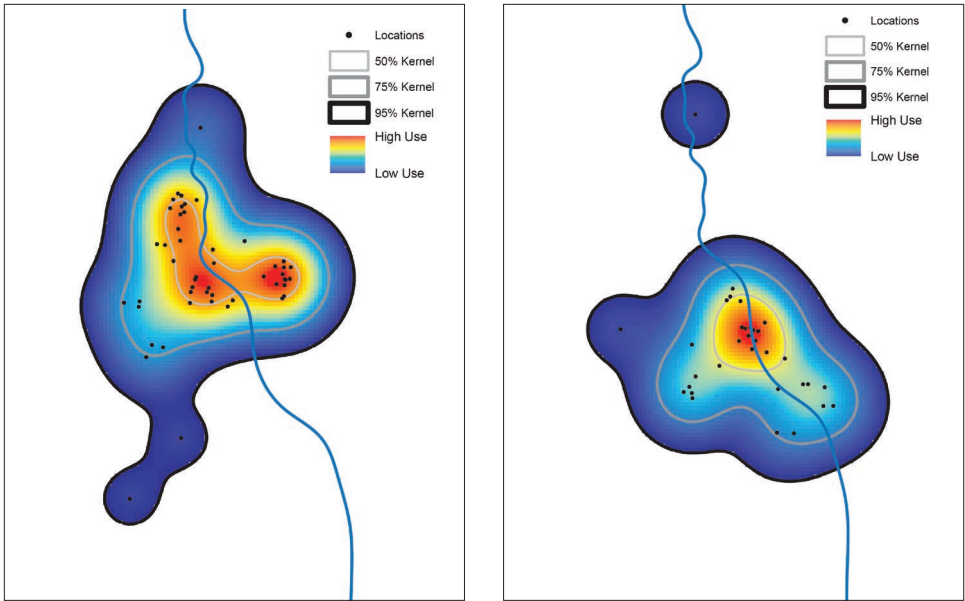 Locations
50% Kernel
75% Kernel
95% Kernel
High Use
Low Use
Locations
50% Kernel
75% Kernel
95% Kernel
High Use
Low Use